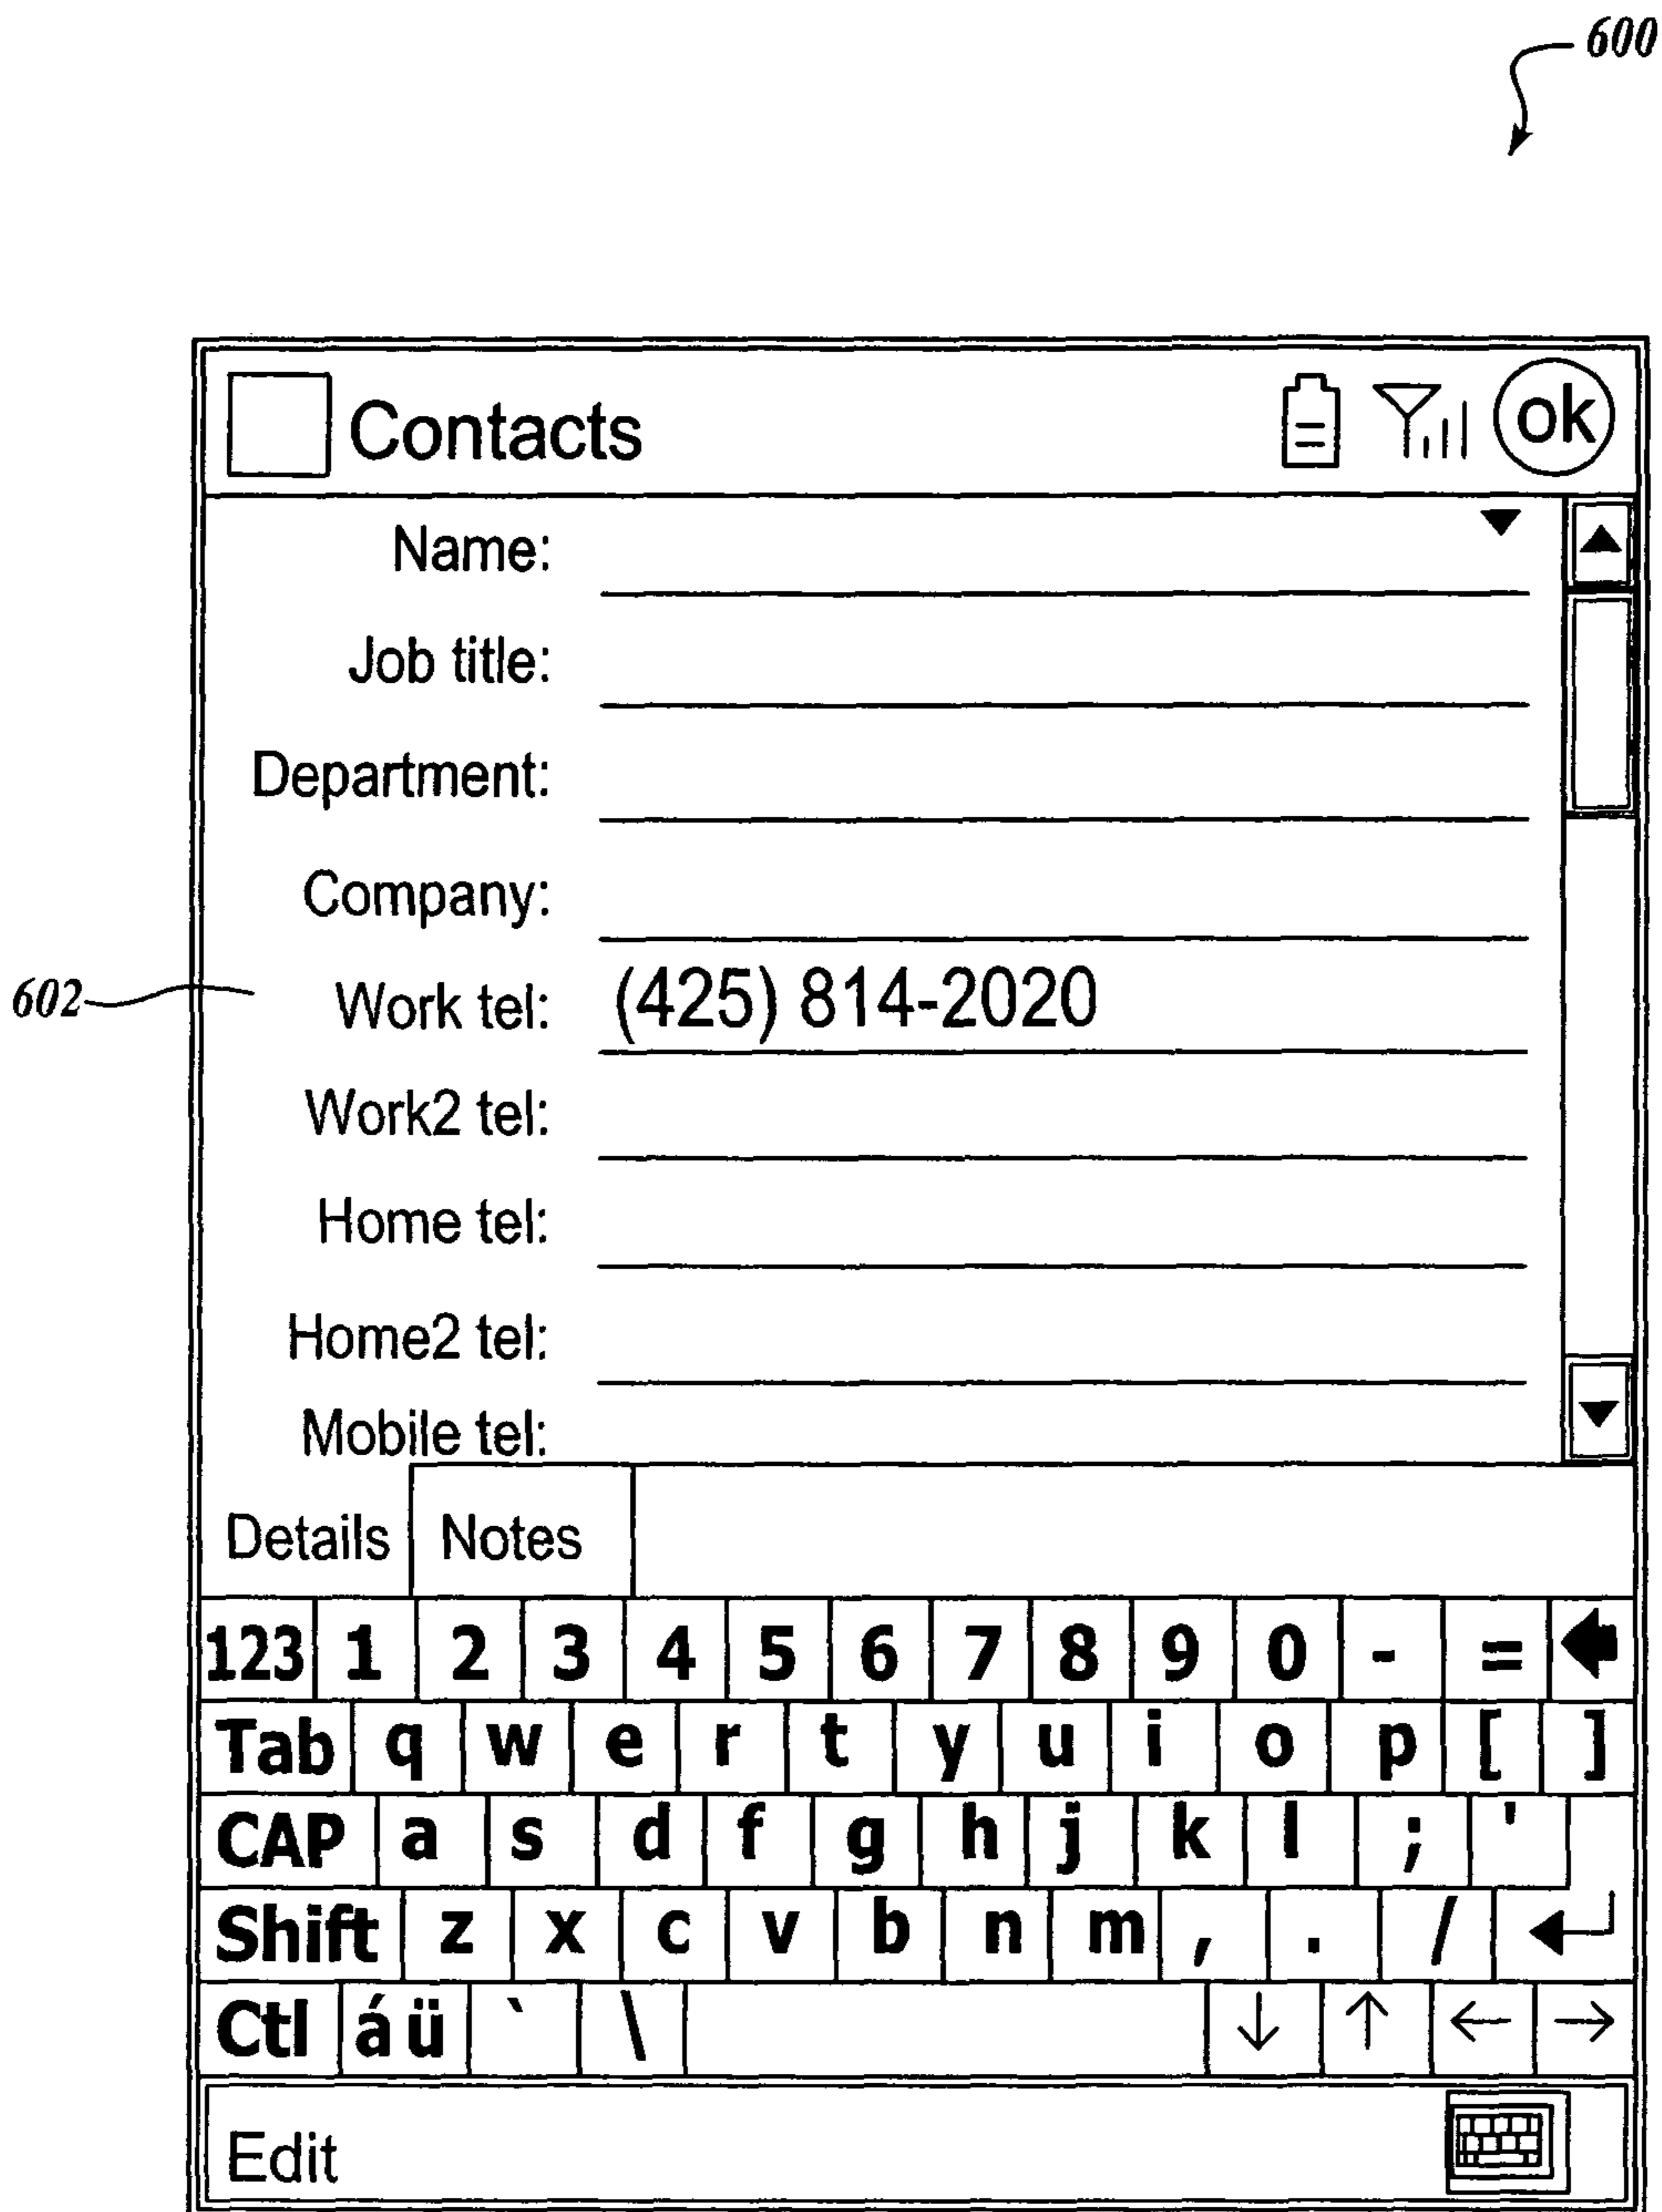 600
Contacts ok
Name:
Job title:
Department:
Company:
602 Work tel: (425) 814-2020
Work2 tel:
Home tel:
Home2 tel:
Mobile tel:
Details Notes
123 1 2 3 4 5 6 7 8 9 0 - =
Tab q w e r t y u i o p [ ]
CAP a s d f g h j k l ; '
Shift z x c v b n m , . /
Ctl áü ` \ ↓ ↑ ← →
Edit